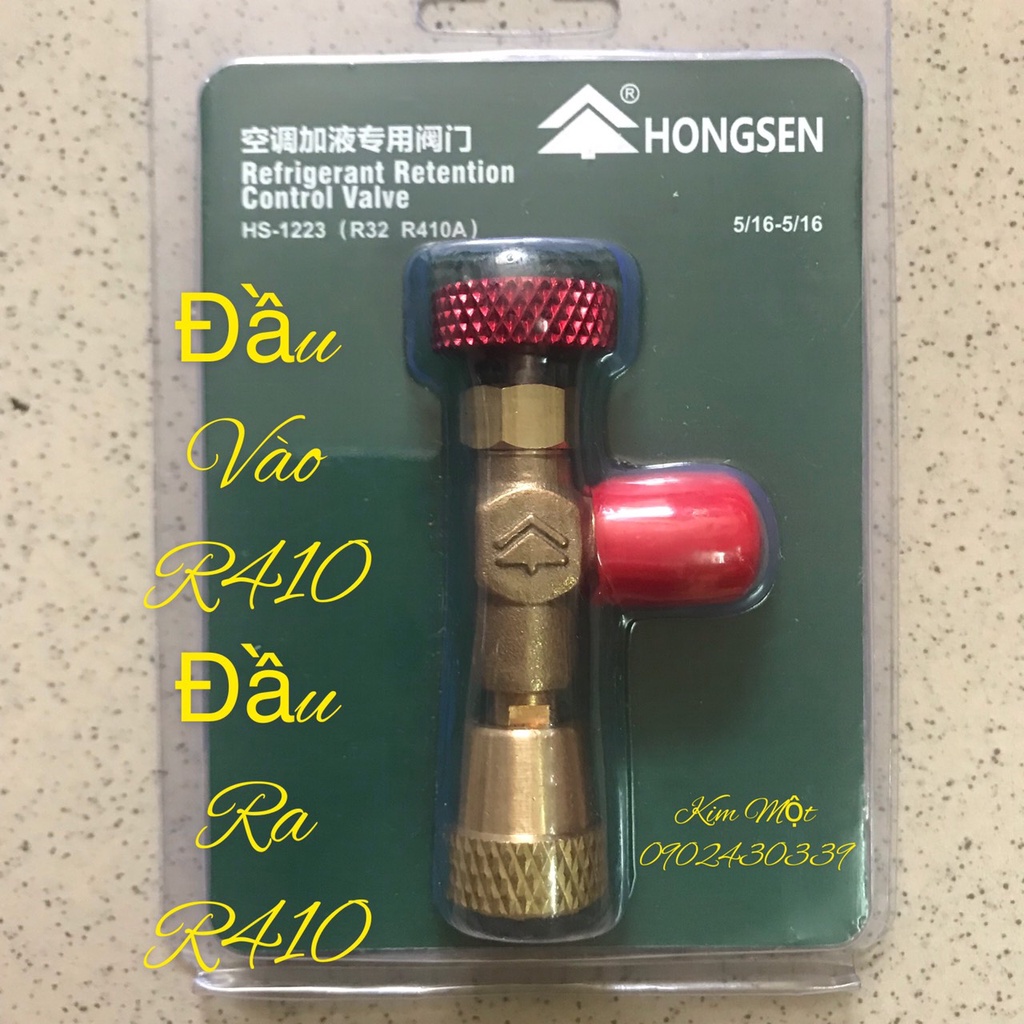 空调加液专用阀门
Refrigerant Retention
Control Valve
HS-1223 (R32 R410A)
® HONGSEN
5/16-5/16
Đầu
Vào
R410
Đầu
Ra
R410
Kim Một
0902430339